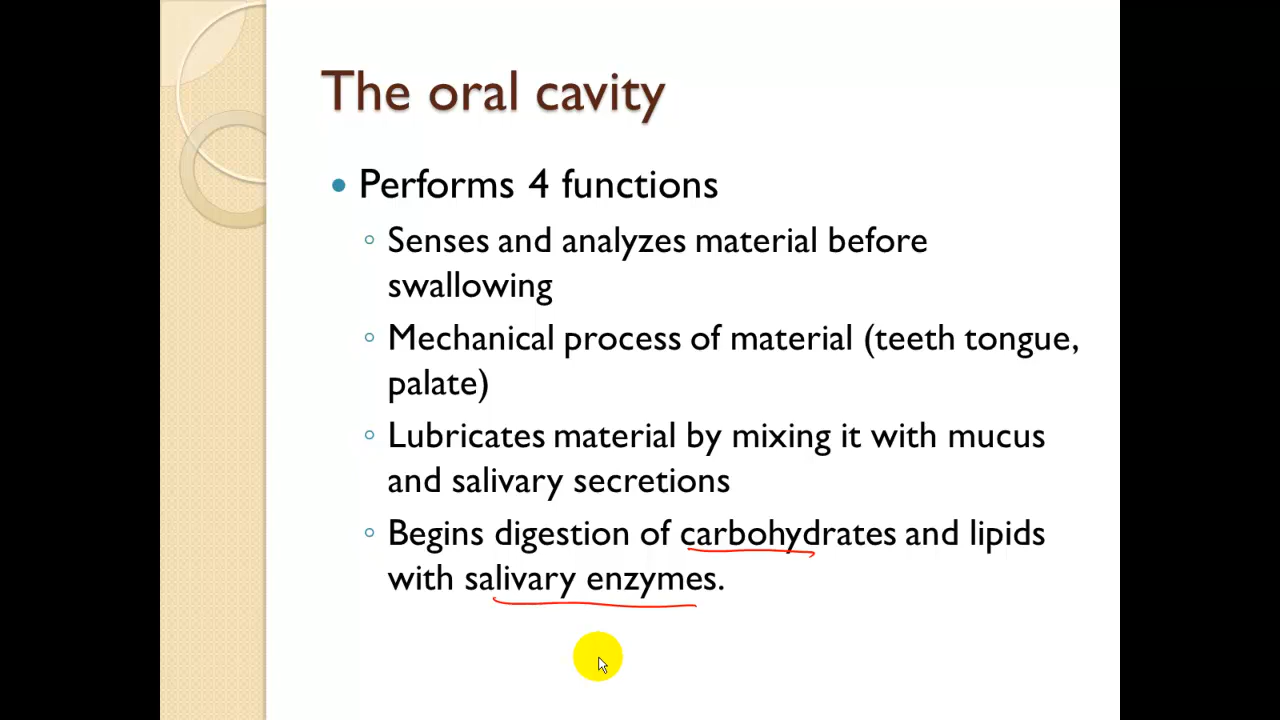 The oral cavity
Performs 4 functions
Senses and analyzes material before
swallowing
Mechanical process of material (teeth tongue,
palate)
Lubricates material by mixing it with mucus
and salivary secretions
Begins digestion of carbohydrates and lipids
with salivary enzymes.